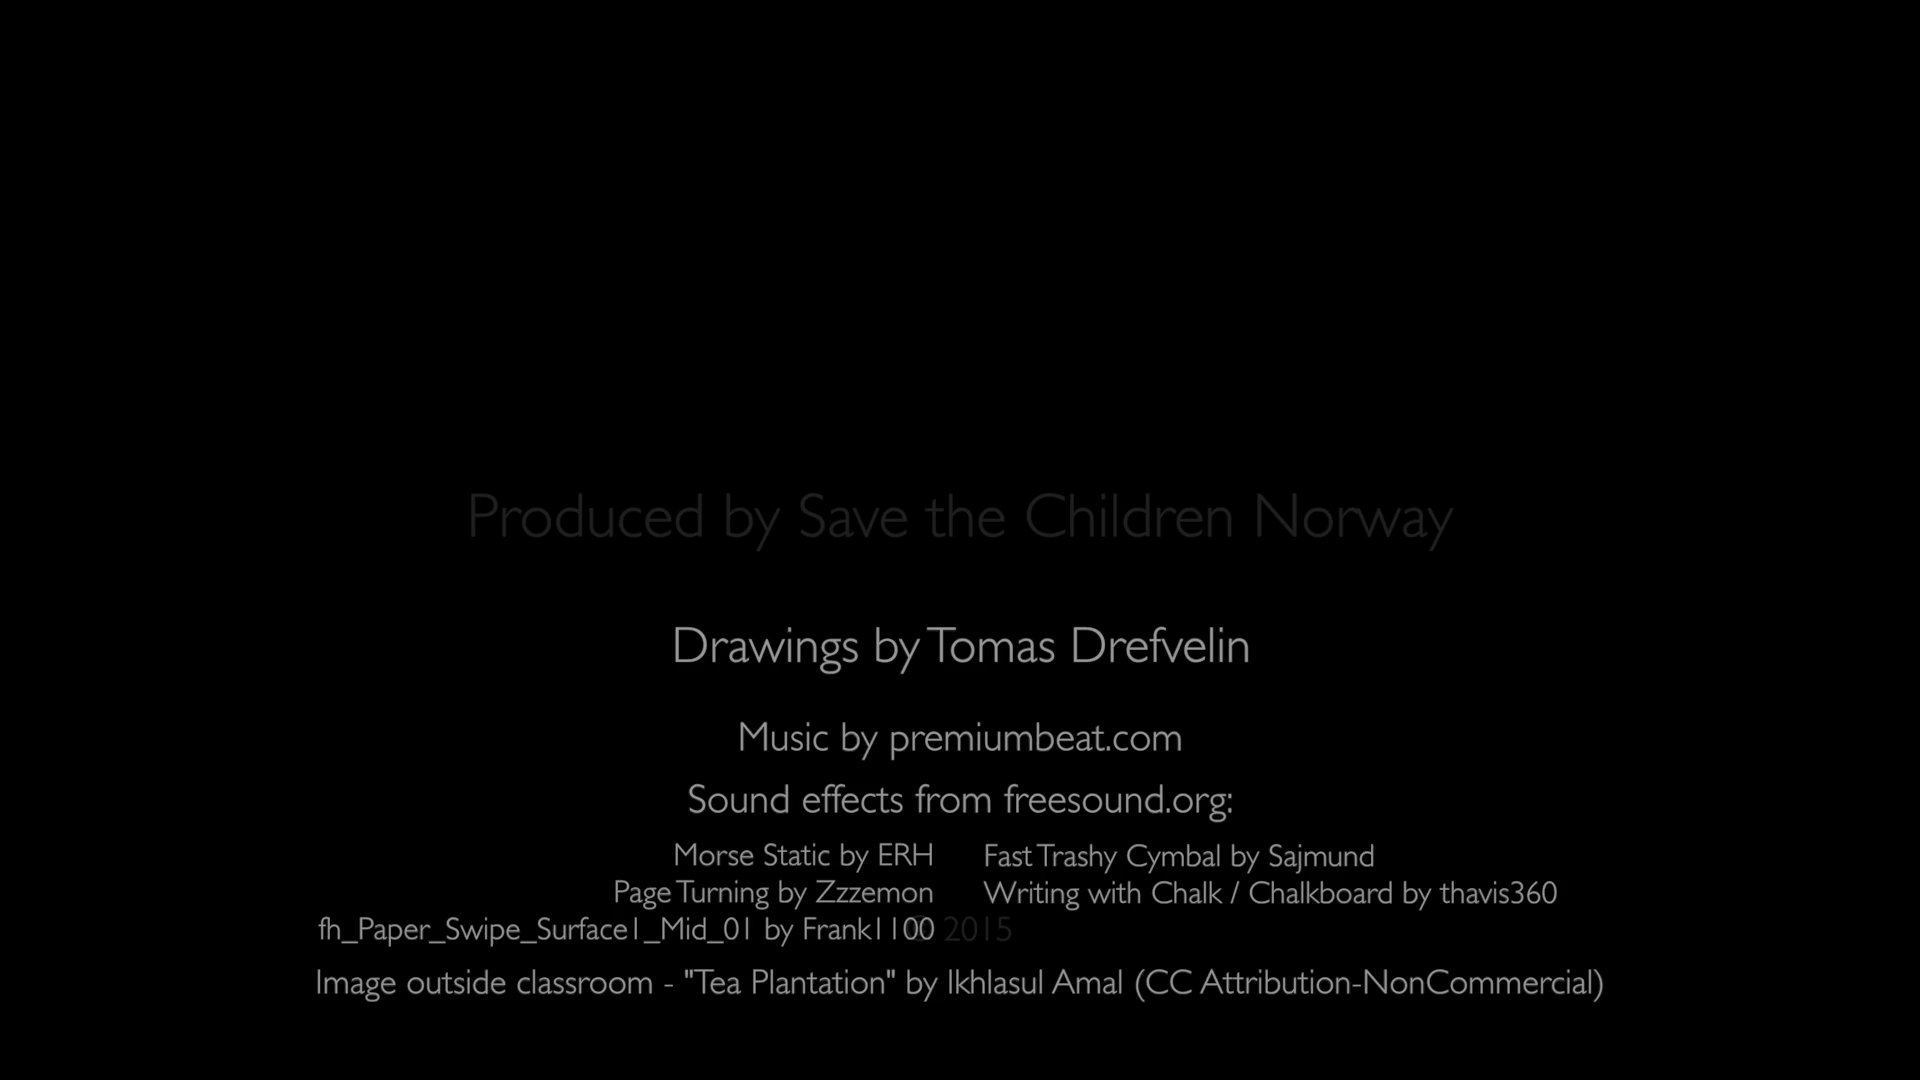 Produced by Save the Children Norway
Drawings by Tomas Drefvelin
Music by premiumbeat.com
Sound effects from freesound.org:
Morse Static by ERH
Page Turning by Zzzemon
fh_Paper_Swipe_Surface1_Mid_01 by Frank1100
Fast Trashy Cymbal by Sajmund
Writing with Chalk / Chalkboard by thavis360
© 2015
Image outside classroom - "Tea Plantation" by Ikhlasul Amal (CC Attribution-NonCommercial)